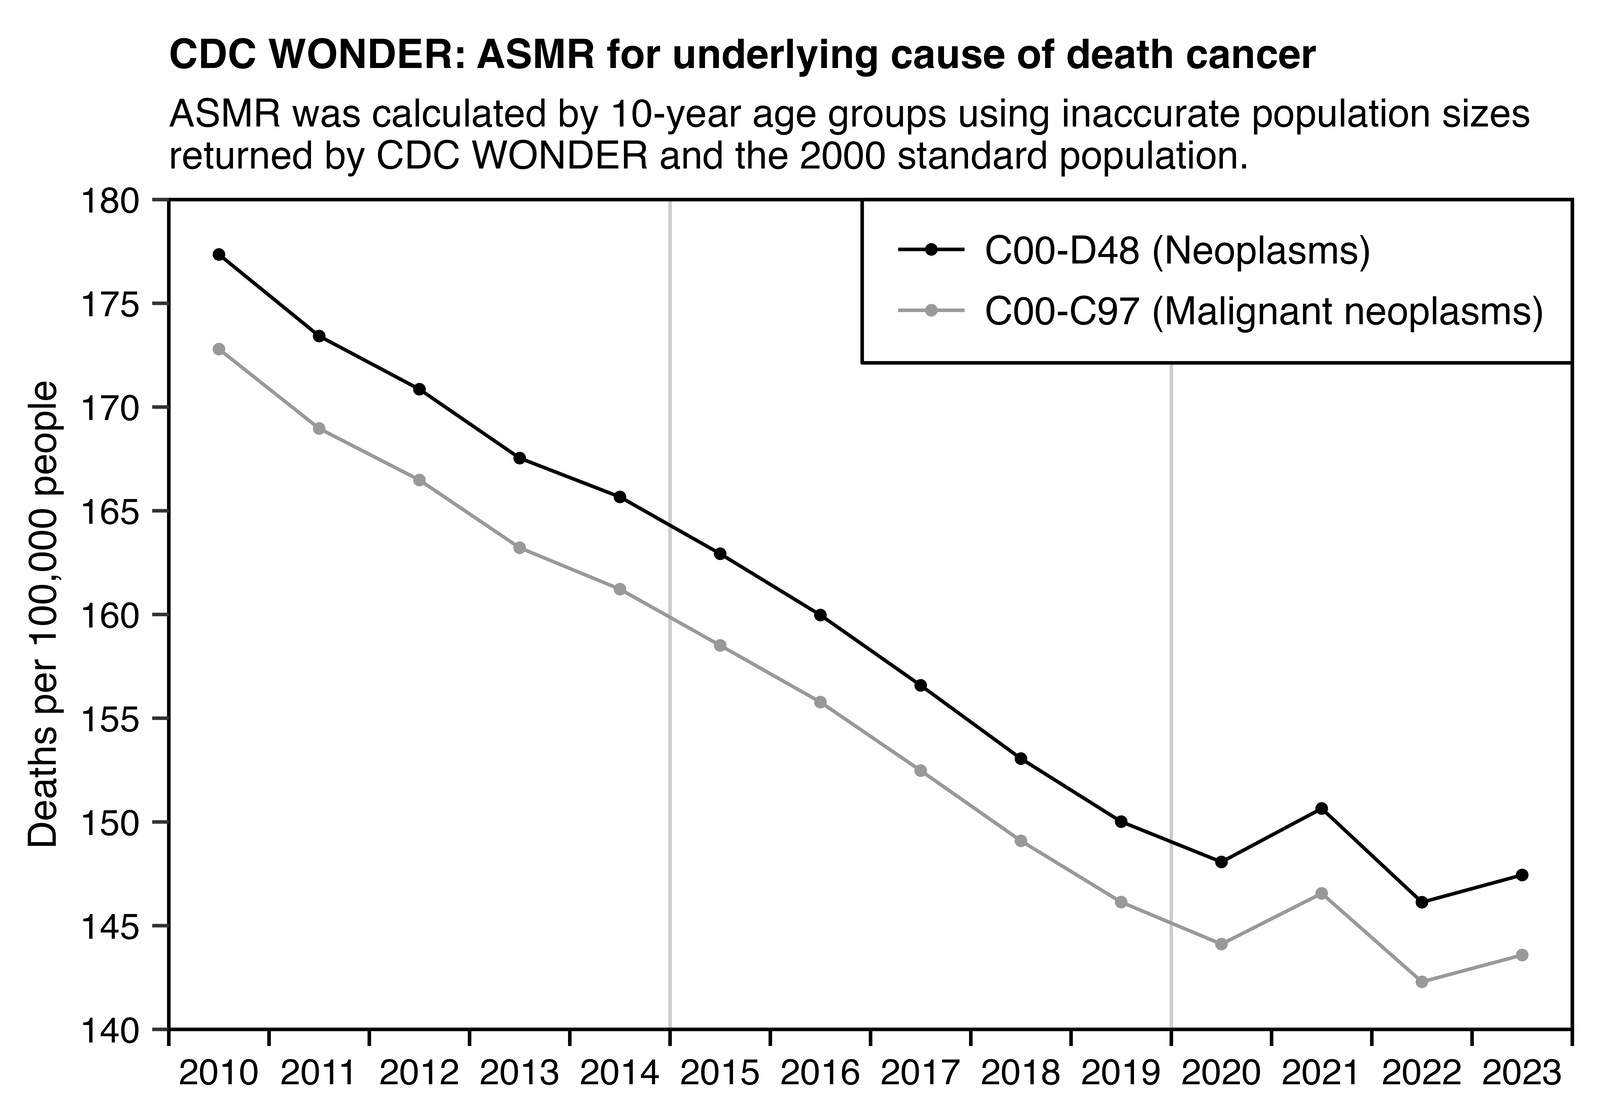 CDC WONDER: ASMR for underlying cause of death cancer
ASMR was calculated by 10-year age groups using inaccurate population sizes
returned by CDC WONDER and the 2000 standard population.
C00-D48 (Neoplasms)
C00-C97 (Malignant neoplasms)
Deaths per 100,000 people
180
175
170
165
160
155
150
145
140
2010 2011 2012 2013 2014 2015 2016 2017 2018 2019 2020 2021 2022 2023